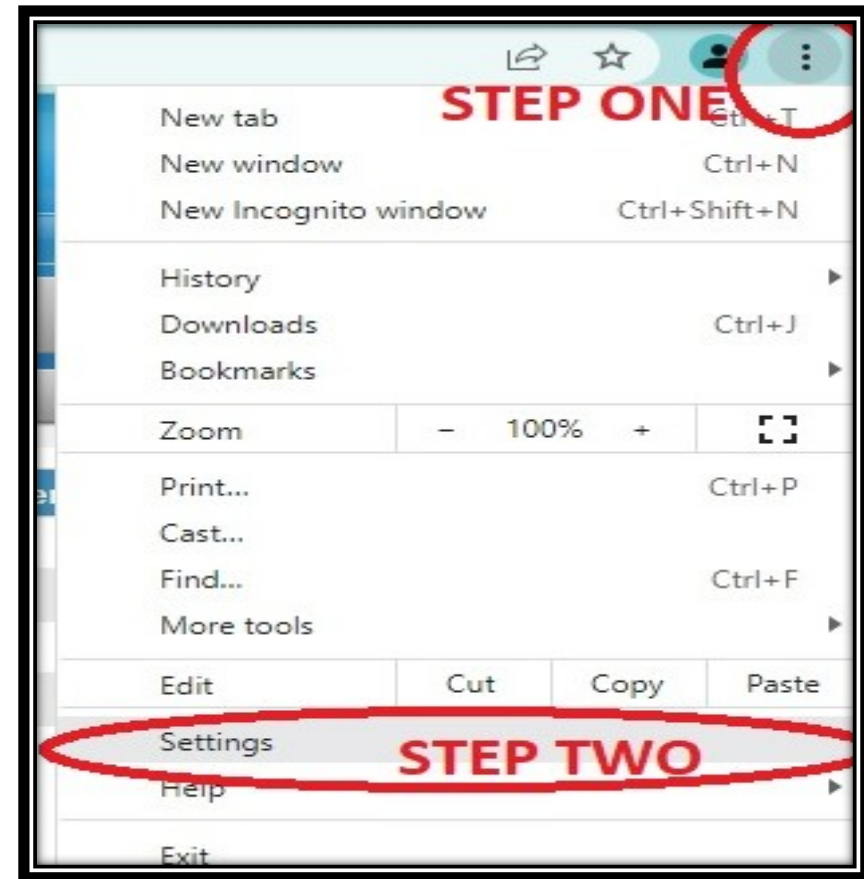 STEP ONE
New tab Ctrl+T
New window Ctrl+N
New Incognito window Ctrl+Shift+N
History
Downloads Ctrl+J
Bookmarks
Zoom - 100% +
Print... Ctrl+P
Cast...
Find... Ctrl+F
More tools
Edit Cut Copy Paste
Settings STEP TWO
Help
Exit